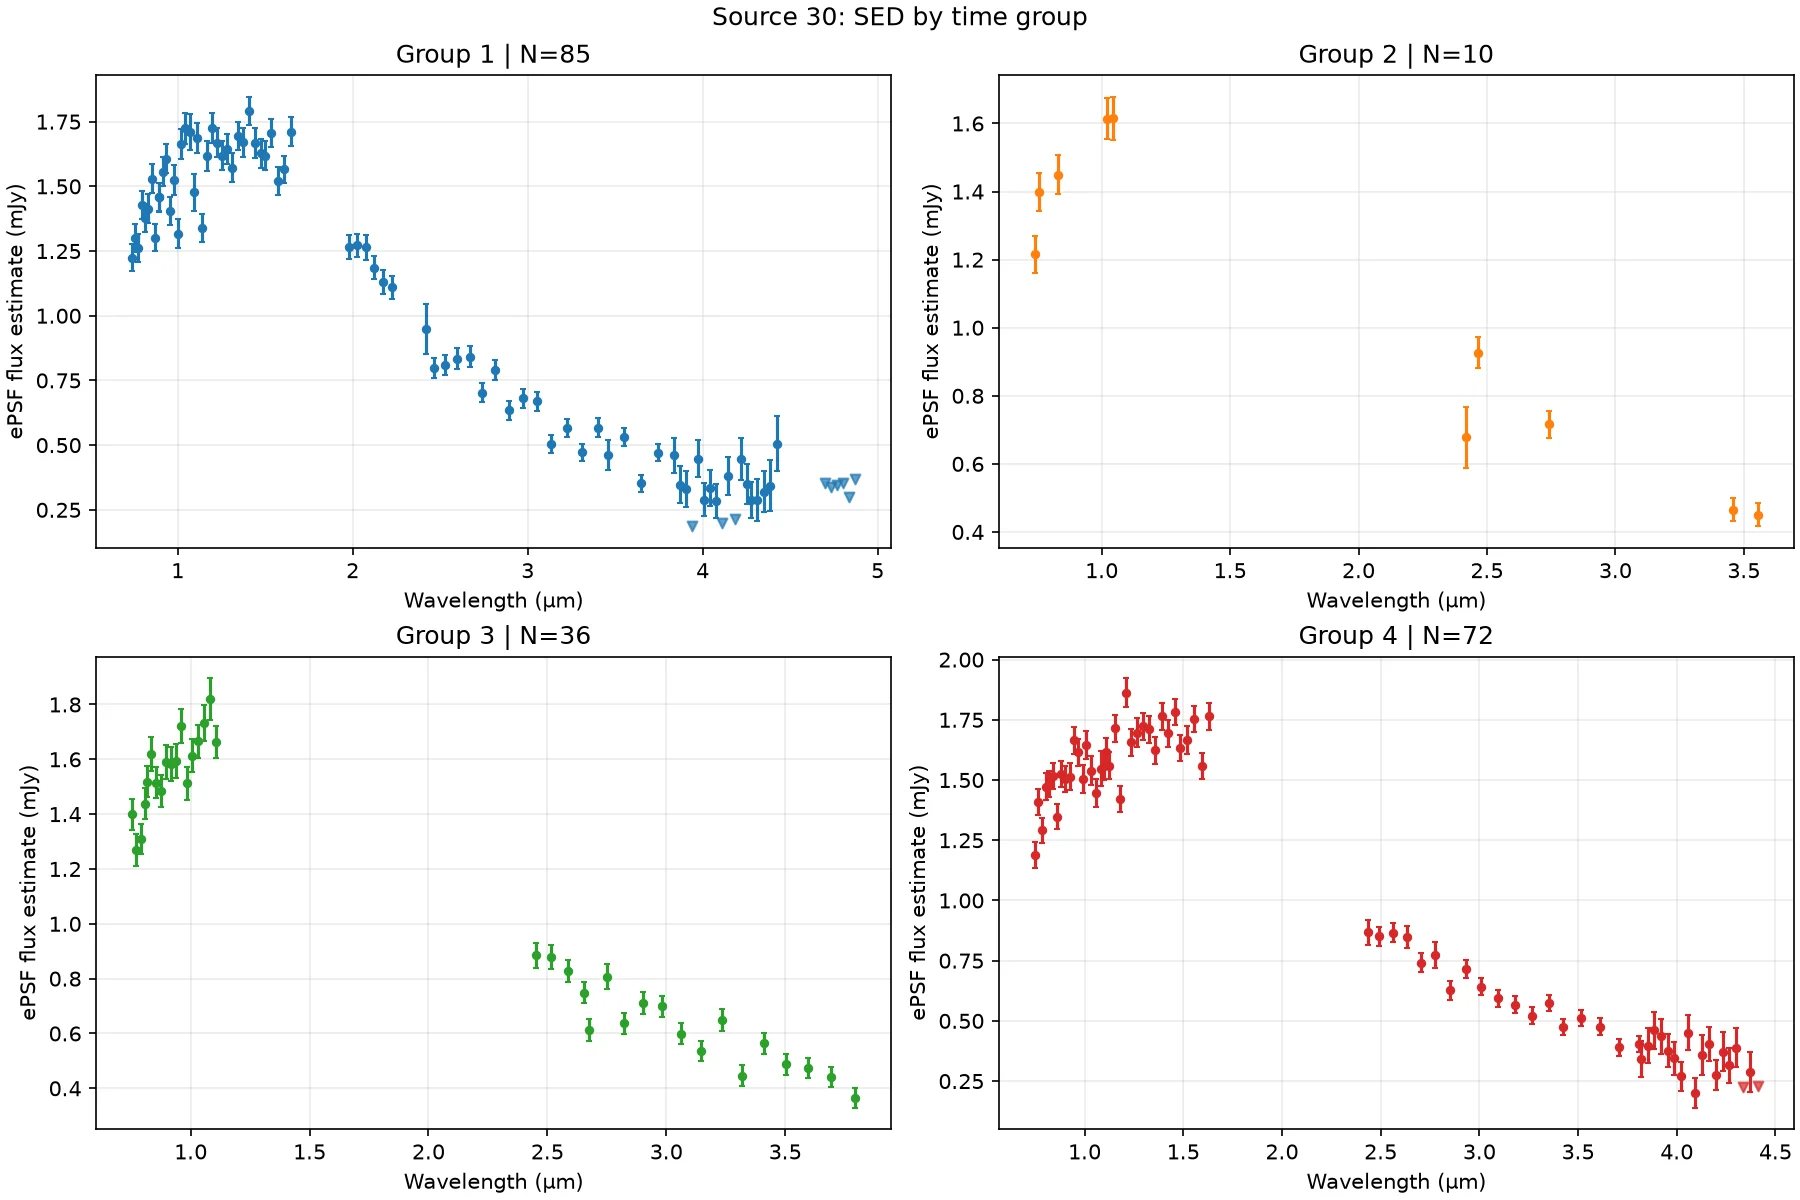 Source 30: SED by time group
Group 1 | N=85
ePSF flux estimate (mJy)
1.75
1.50
1.25
1.00
0.75
0.50
0.25
1 2 3 4 5
Wavelength (μm)
Group 2 | N=10
ePSF flux estimate (mJy)
1.6
1.4
1.2
1.0
0.8
0.6
0.4
1.0 1.5 2.0 2.5 3.0 3.5
Wavelength (μm)
Group 3 | N=36
ePSF flux estimate (mJy)
1.8
1.6
1.4
1.2
1.0
0.8
0.6
0.4
1.0 1.5 2.0 2.5 3.0 3.5
Wavelength (μm)
Group 4 | N=72
ePSF flux estimate (mJy)
2.00
1.75
1.50
1.25
1.00
0.75
0.50
0.25
1.0 1.5 2.0 2.5 3.0 3.5 4.0 4.5
Wavelength (μm)